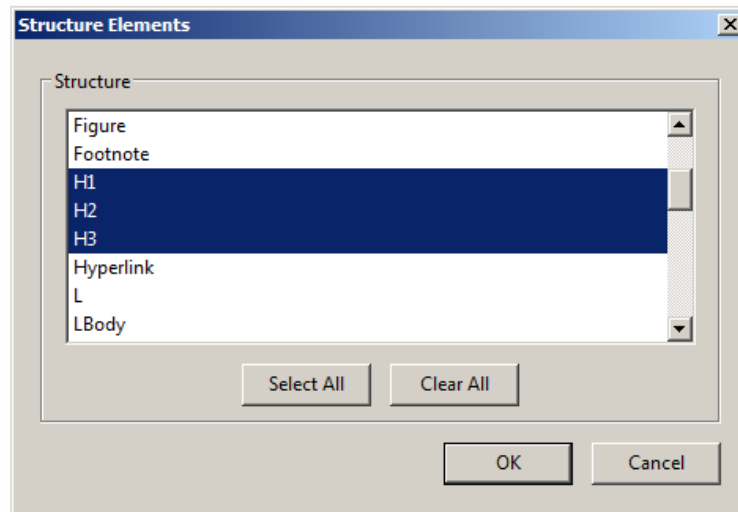 Structure Elements
Structure
Figure
Footnote
H1
H2
H3
Hyperlink
L
LBody
Select All Clear All
OK Cancel